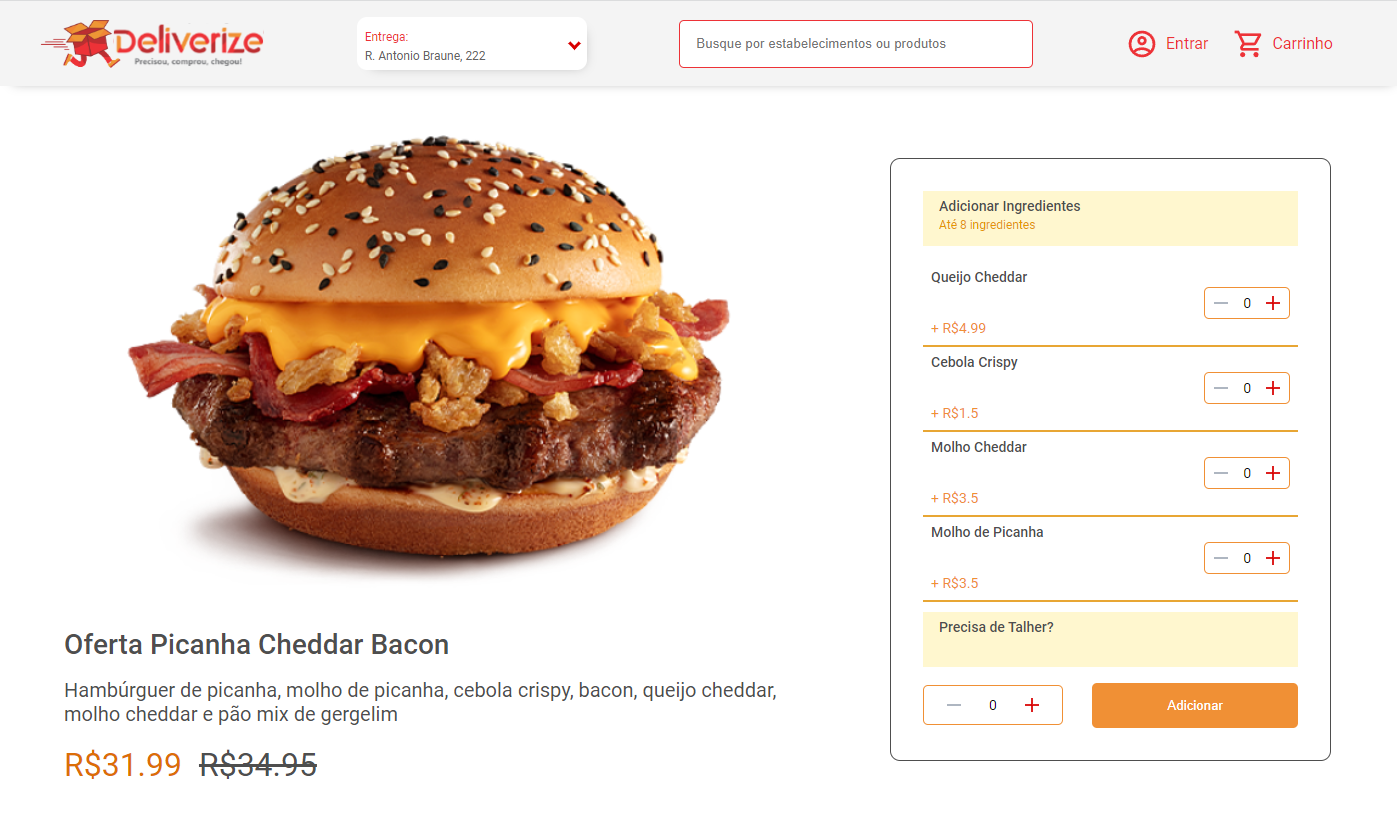 Deliverize
Precisou, comprou, chegou!
Entrega:
R. Antonio Braune, 222
Busque por estabelecimentos ou produtos
Entrar
Carrinho
Adicionar Ingredientes
Até 8 ingredientes
Queijo Cheddar
0
+ R$4.99
Cebola Crispy
0
+ R$1.5
Molho Cheddar
0
+ R$3.5
Molho de Picanha
0
+ R$3.5
Precisa de Talher?
0
Adicionar
Oferta Picanha Cheddar Bacon
Hambúrguer de picanha, molho de picanha, cebola crispy, bacon, queijo cheddar,
molho cheddar e pão mix de gergelim
R$31.99 R$34.95